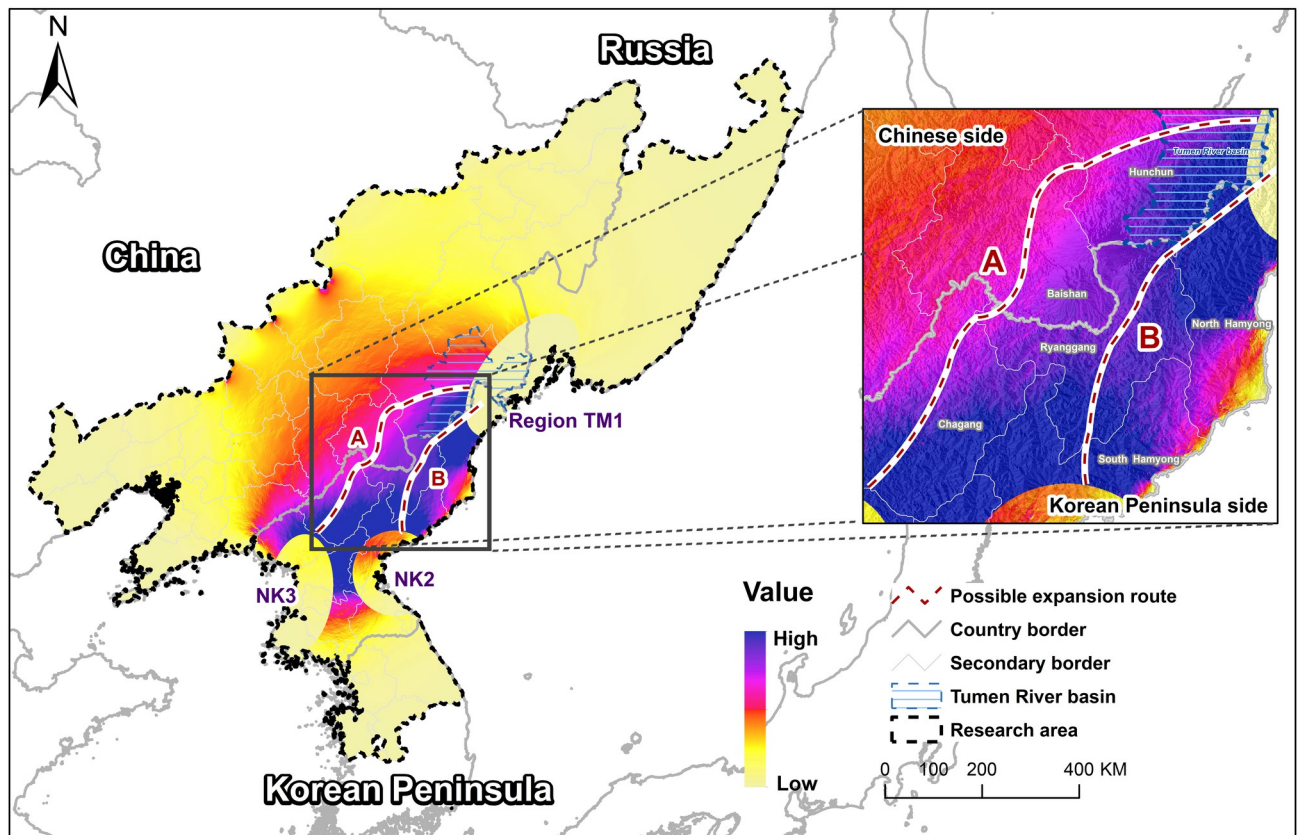 N
Russia
China
Korean Peninsula
A
B
Region TM1
NK3
NK2
Chinese side
Tumen River basin
Hunchun
A
Baishan
Ryanggang
B
North Hamyong
Chagang
South Hamyong
Korean Peninsula side
Value
High
Low
Possible expansion route
Country border
Secondary border
Tumen River basin
Research area
0 100 200 400 KM